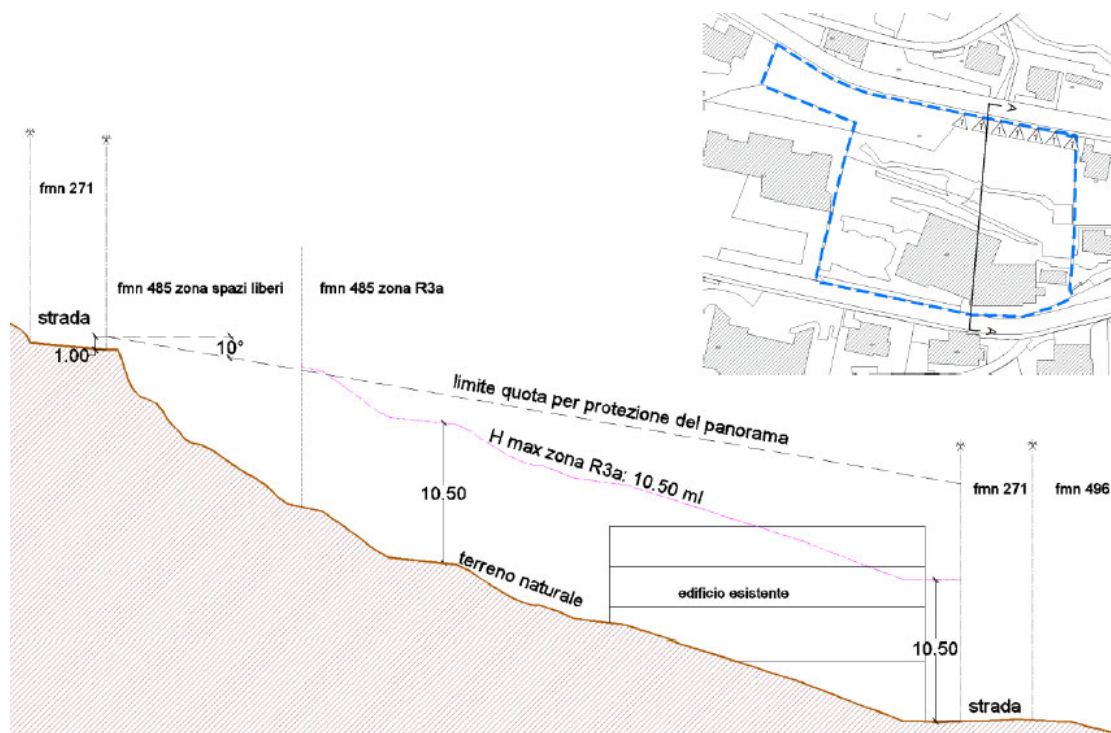 A
fmn 271
fmn 485 zona spazi liberi
fmn 485 zona R3a
strada
1.00
10°
A
limite quota per protezione del panorama
H max zona R3a: 10.50 ml
10.50
fmn 271
fmn 496
terreno naturale
edificio esistente
10.50
strada